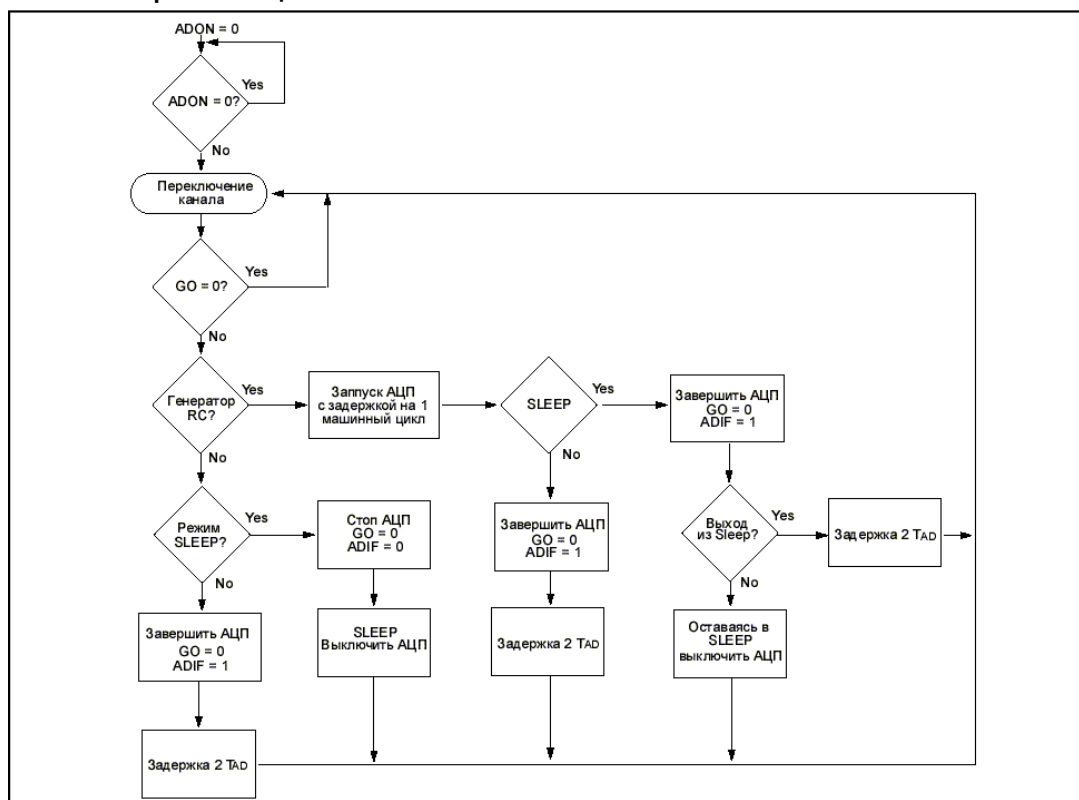 ADON = 0
Yes
ADON = 0?
No
Переключение
канала
Yes
GO = 0?
No
Генератор
RC?
Yes
Заппуск АЦП
с задержкой на 1
машинный цикл
SLEEP
Yes
Завершить АЦП
GO = 0
ADIF = 1
No
No
Режим
SLEEP?
Yes
Стоп АЦП
GO = 0
ADIF = 0
Завершить АЦП
GO = 0
ADIF = 1
Выход
из Sleep?
Yes
Задержка 2 TAD
No
No
Завершить АЦП
GO = 0
ADIF = 1
SLEEP
Выключить АЦП
Задержка 2 TAD
Оставаясь в
SLEEP
выключить АЦП
Задержка 2 TAD